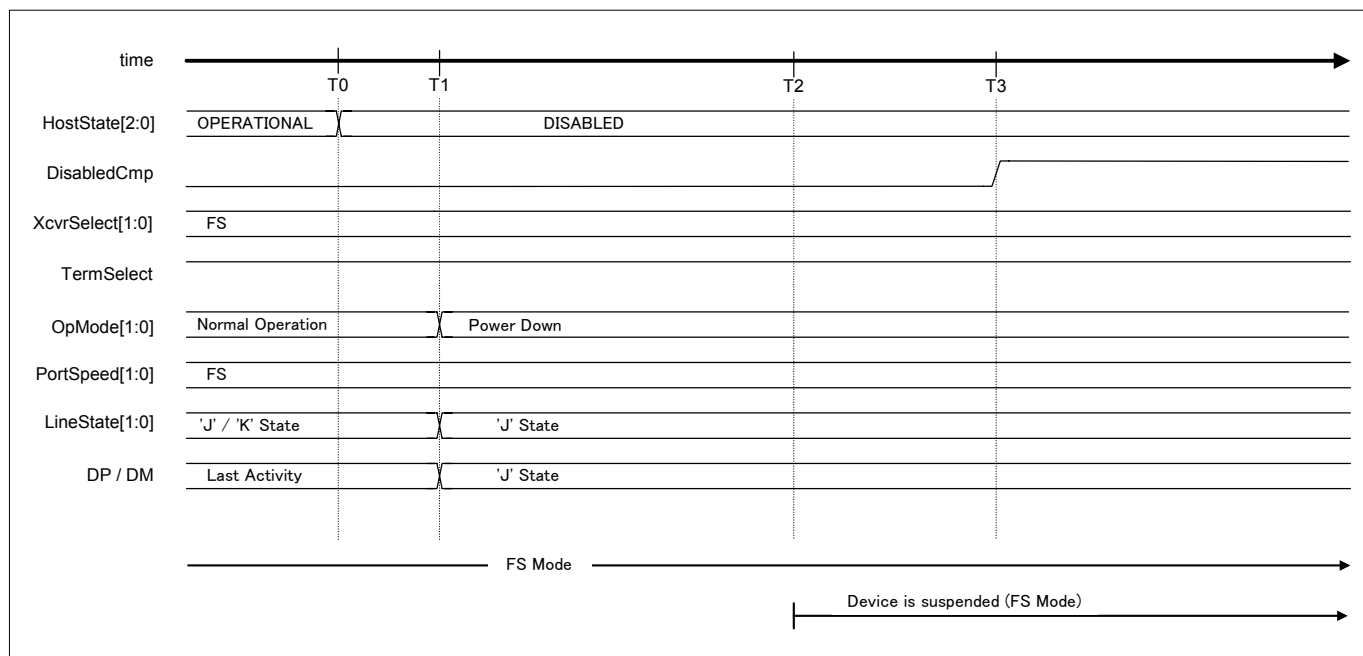 time
T0 T1 T2 T3
HostState[2:0] OPERATIONAL DISABLED
DisabledCmp
XcvrSelect[1:0] FS
TermSelect
OpMode[1:0] Normal Operation Power Down
PortSpeed[1:0] FS
LineState[1:0] 'J' / 'K' State 'J' State
DP / DM Last Activity 'J' State
FS Mode
Device is suspended (FS Mode)